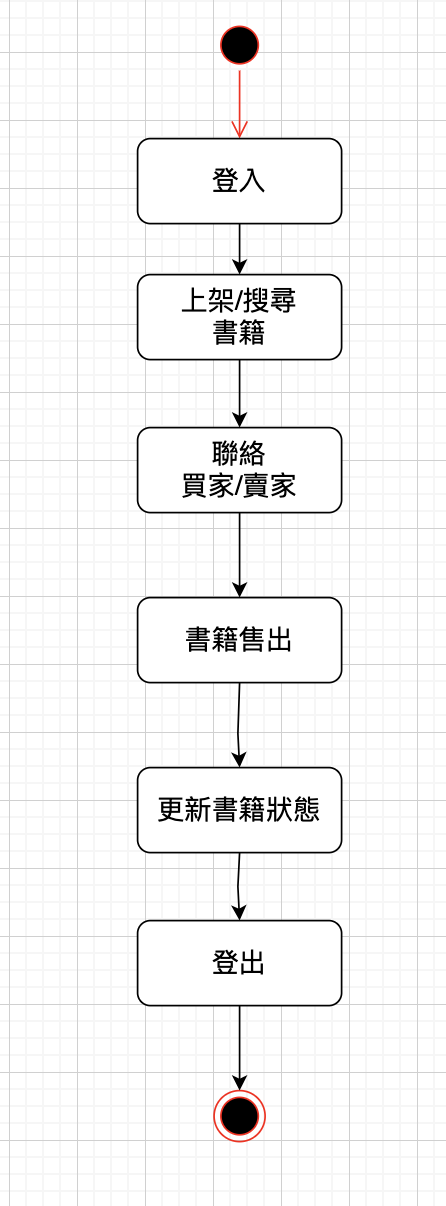 登入
上架/搜尋
書籍
聯絡
買家/賣家
書籍售出
更新書籍狀態
登出